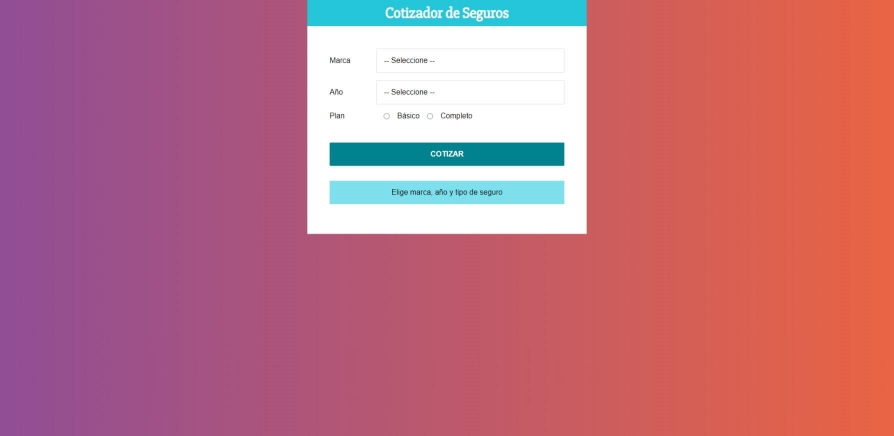 Cotizador de Seguros
Marca -- Seleccione --
Año -- Seleccione --
Plan Básico Completo
COTIZAR
Elige marca, año y tipo de seguro